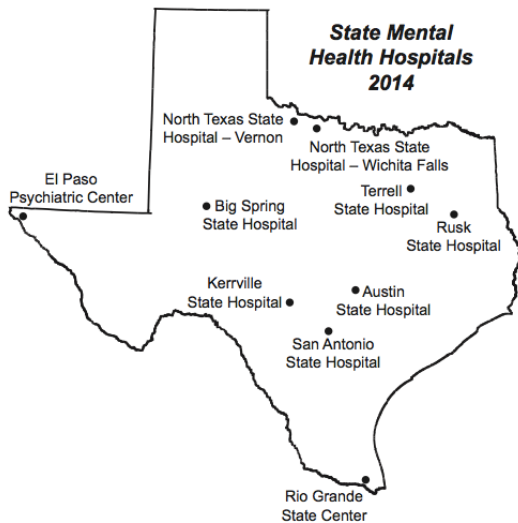 State Mental
Health Hospitals
2014
North Texas State
Hospital – Vernon
North Texas State
Hospital – Wichita Falls
El Paso
Psychiatric Center
Terrell
State Hospital
Big Spring
State Hospital
Rusk
State Hospital
Kerrville
State Hospital
Austin
State Hospital
San Antonio
State Hospital
Rio Grande
State Center